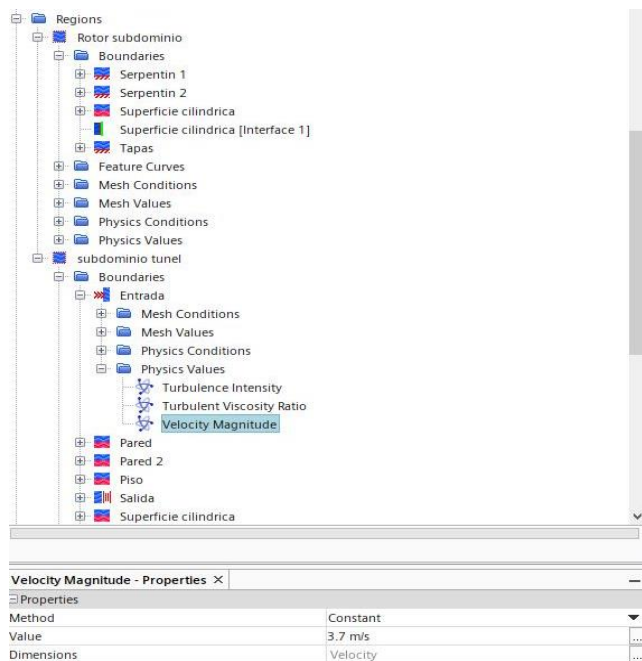 Regions
Rotor subdominio
Boundaries
Serpentin 1
Serpentin 2
Superficie cilindrica
Superficie cilindrica [Interface 1]
Tapas
Feature Curves
Mesh Conditions
Mesh Values
Physics Conditions
Physics Values
subdominio tunel
Boundaries
Entrada
Mesh Conditions
Mesh Values
Physics Conditions
Physics Values
Turbulence Intensity
Turbulent Viscosity Ratio
Velocity Magnitude
Pared
Pared 2
Piso
Salida
Superficie cilindrica
Velocity Magnitude - Properties ×
Properties
Method Constant
Value 3.7 m/s ...
Dimensions Velocity ...